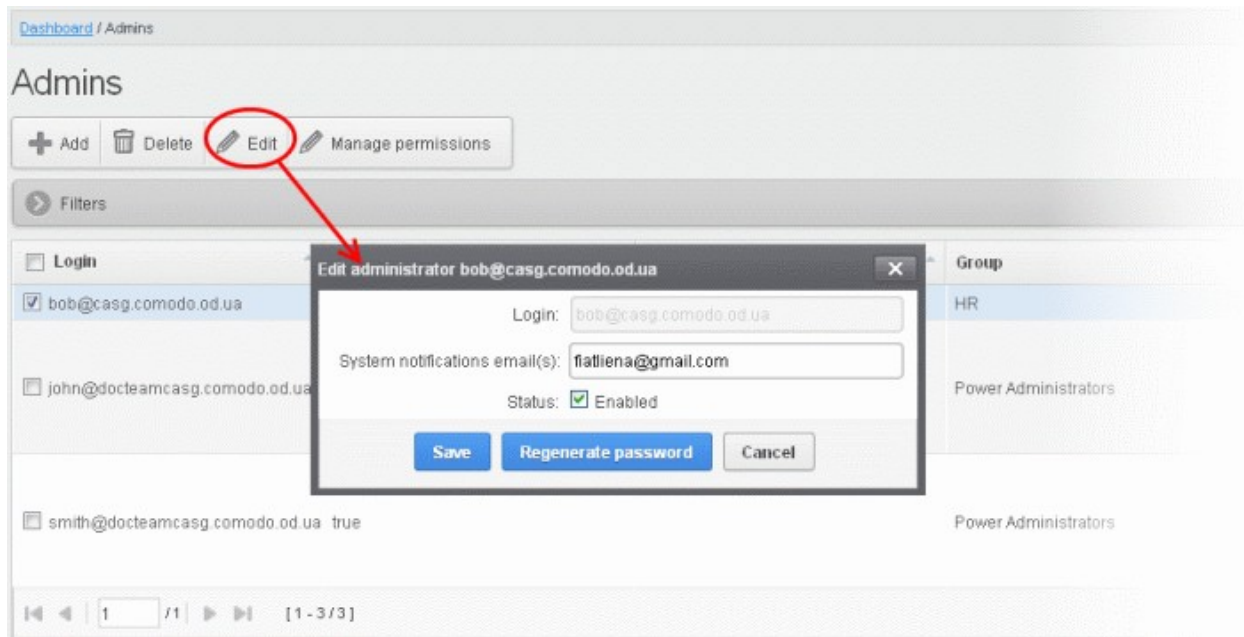 Dashboard / Admins
Admins
Add Delete Edit Manage permissions
Filters
Login Group
Edit administrator bob@casg.comodo.od.ua
bob@casg.comodo.od.ua HR
Login: bob@casg.comodo.od.ua
System notifications email(s): fiatliena@gmail.com
john@docteamcasg.comodo.od.ua Power Administrators
Status: Enabled
Save Regenerate password Cancel
smith@docteamcasg.comodo.od.ua true Power Administrators
1 /1 [1 - 3 / 3]